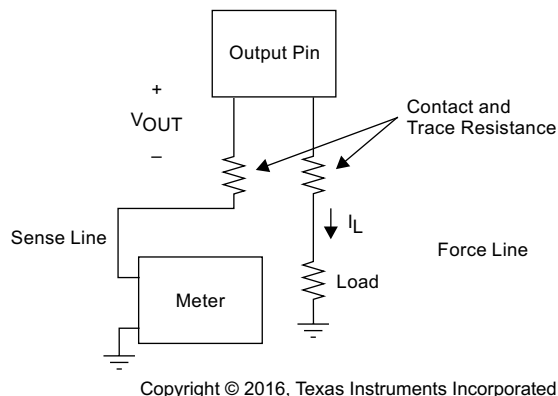 Output Pin
+
VOUT
–
Contact and
Trace Resistance
IL
Sense Line
Force Line
Load
Meter
Copyright © 2016, Texas Instruments Incorporated